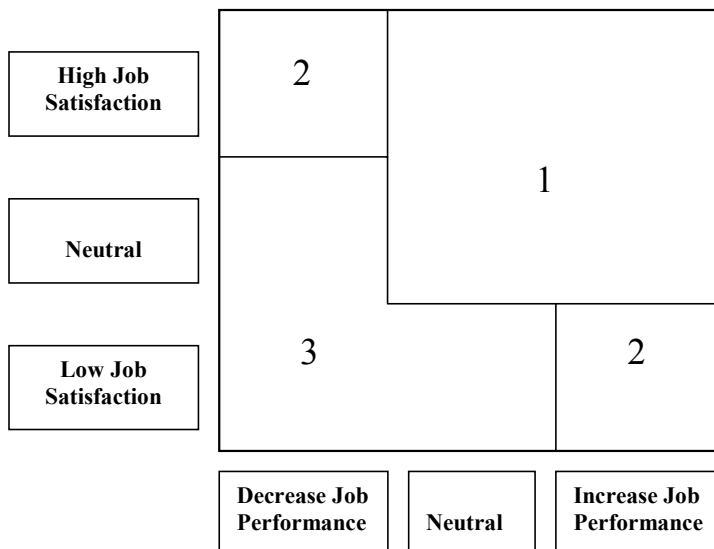 High Job
Satisfaction
2
1
Neutral
3
2
Low Job
Satisfaction
Decrease Job
Performance
Neutral
Increase Job
Performance